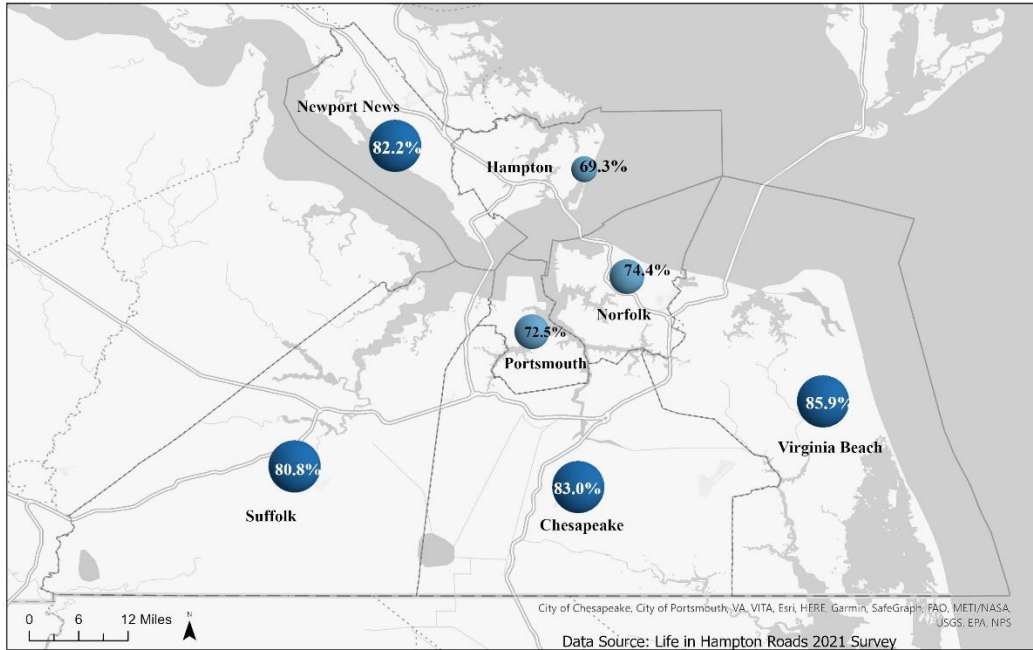 Newport News
82.2%
Hampton
69.3%
74.4%
Norfolk
72.5%
Portsmouth
85.9%
Virginia Beach
80.8%
Suffolk
83.0%
Chesapeake
0 6 12 Miles
N
City of Chesapeake, City of Portsmouth, VA, VITA, Esri, HERE, Garmin, SafeGraph, FAO, METI/NASA,
USGS, EPA, NPS
Data Source: Life in Hampton Roads 2021 Survey